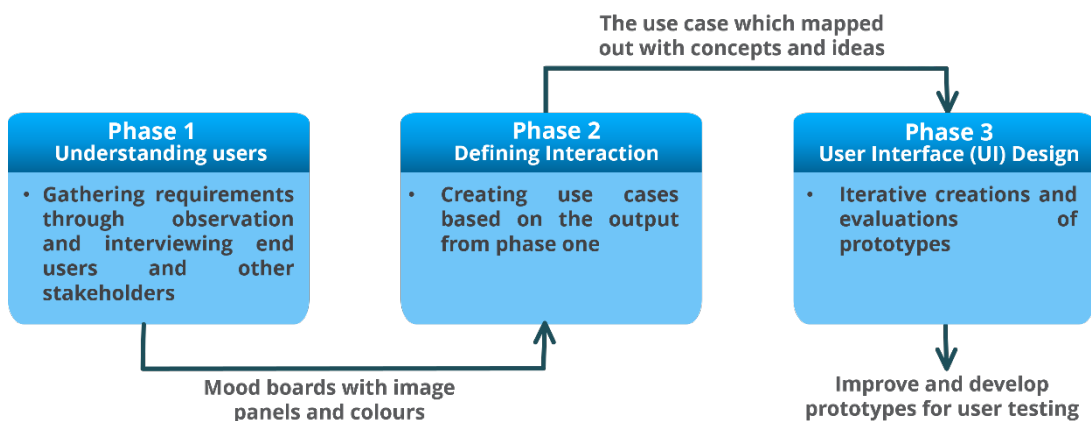 The use case which mapped
out with concepts and ideas
Phase 1
Understanding users
• Gathering requirements
through observation
and interviewing end
users and other
stakeholders
Phase 2
Defining Interaction
• Creating use cases
based on the output
from phase one
Phase 3
User Interface (UI) Design
• Iterative creations and
evaluations of
prototypes
Mood boards with image
panels and colours
Improve and develop
prototypes for user testing